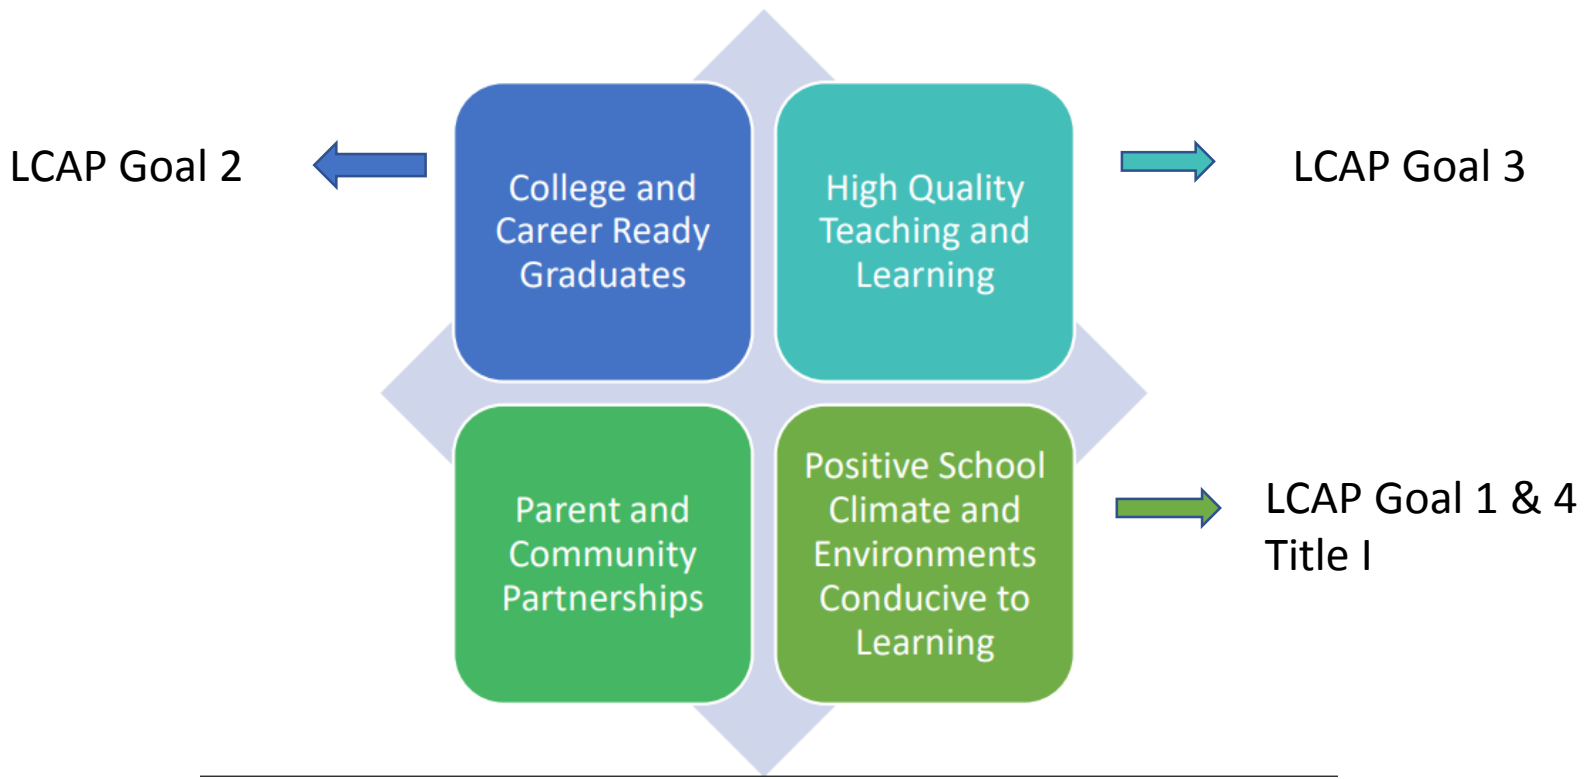 LCAP Goal 2
College and
Career Ready
Graduates
High Quality
Teaching and
Learning
LCAP Goal 3
Parent and
Community
Partnerships
Positive School
Climate and
Environments
Conducive to
Learning
LCAP Goal 1 & 4
Title I